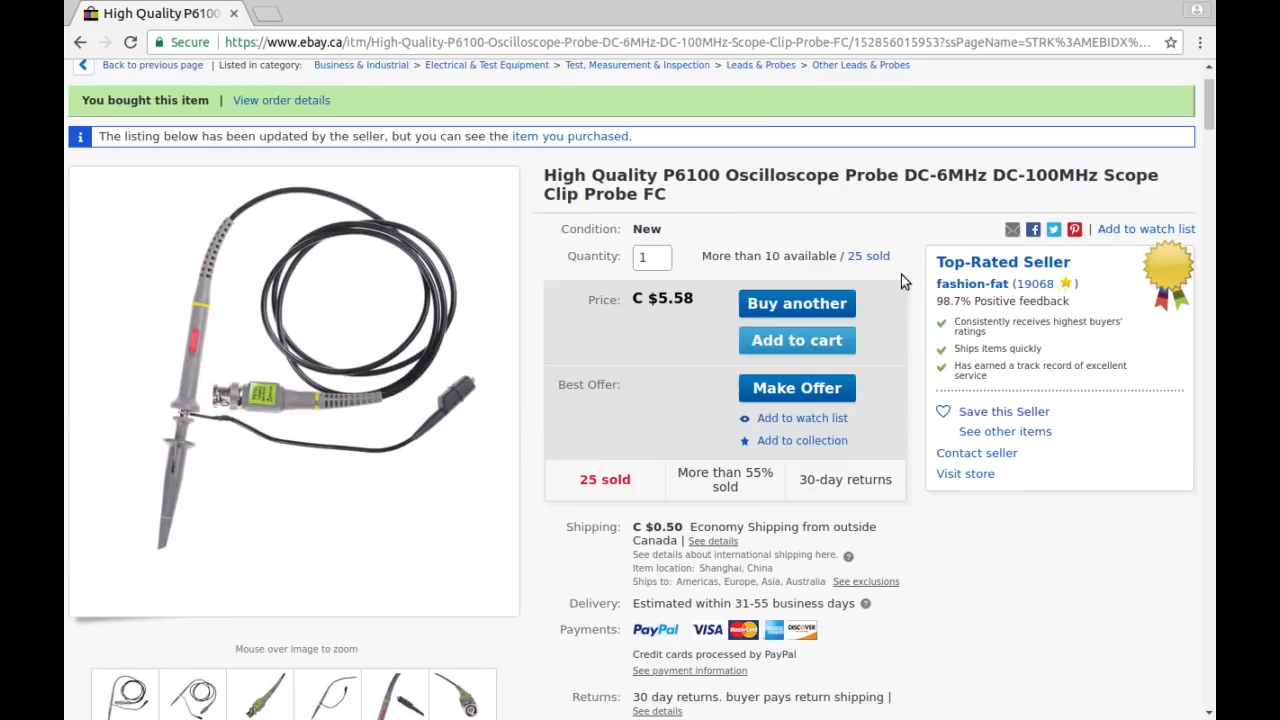 High Quality P6100
Secure | https://www.ebay.ca/itm/High-Quality-P6100-Oscilloscope-Probe-DC-6MHz-DC-100MHz-Scope-Clip-Probe-FC/152856015953?ssPageName=STRK%3AMEBIDX%...
Back to previous page | Listed in category: Business & Industrial > Electrical & Test Equipment > Test, Measurement & Inspection > Leads & Probes > Other Leads & Probes
You bought this item | View order details
i The listing below has been updated by the seller, but you can see the item you purchased.
High Quality P6100 Oscilloscope Probe DC-6MHz DC-100MHz Scope
Clip Probe FC
Condition: New
| Add to watch list
Quantity: 1 More than 10 available / 25 sold
Price: C $5.58 Buy another
Add to cart
Best Offer: Make Offer
Add to watch list
Add to collection
25 sold
More than 55%
sold
30-day returns
Top-Rated Seller
fashion-fat (19068 )
98.7% Positive feedback
Consistently receives highest buyers'
ratings
Ships items quickly
Has earned a track record of excellent
service
Save this Seller
See other items
Contact seller
Visit store
Shipping: C $0.50 Economy Shipping from outside
Canada | See details
See details about international shipping here. ?
Item location: Shanghai, China
Ships to: Americas, Europe, Asia, Australia See exclusions
Delivery: Estimated within 31-55 business days ?
Payments: PayPal VISA MasterCard DISCOVER
Credit cards processed by PayPal
See payment information
Returns: 30 day returns. buyer pays return shipping |
See details
Mouse over image to zoom